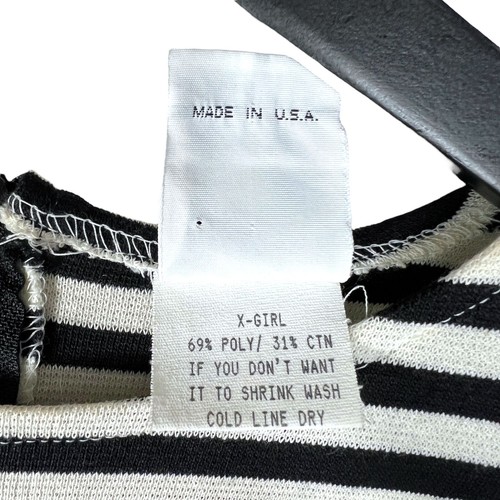 MADE IN U.S.A.
X-GIRL
69% POLY/ 31% CTN
IF YOU DON'T WANT
IT TO SHRINK WASH
COLD LINE DRY